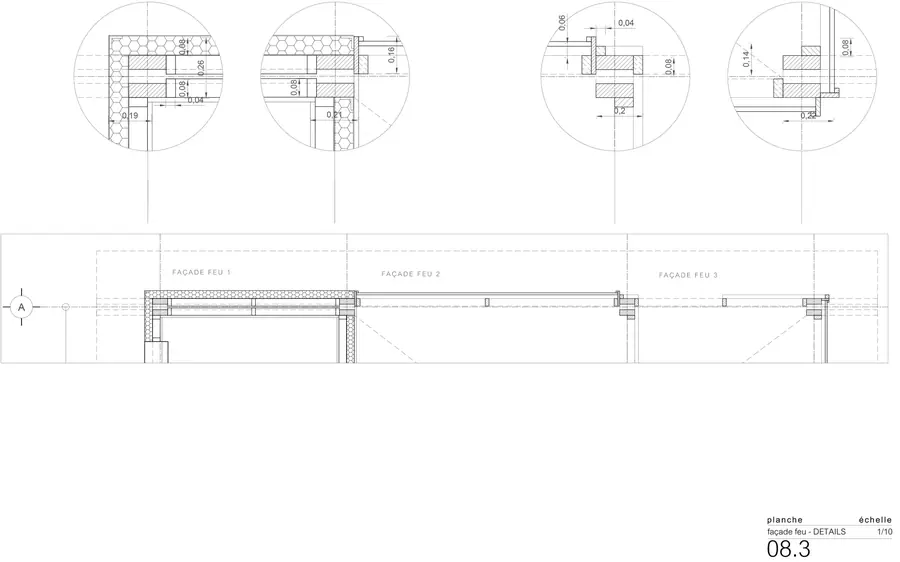 0,08
0,26
0,08
0,04
0,19
0,08
0,21
0,16
0,06
0,04
0,08
0,2
0,14
0,08
0,22
FAÇADE FEU 1
FAÇADE FEU 2
FAÇADE FEU 3
A
planche échelle
façade feu - DETAILS 1/10
08.3